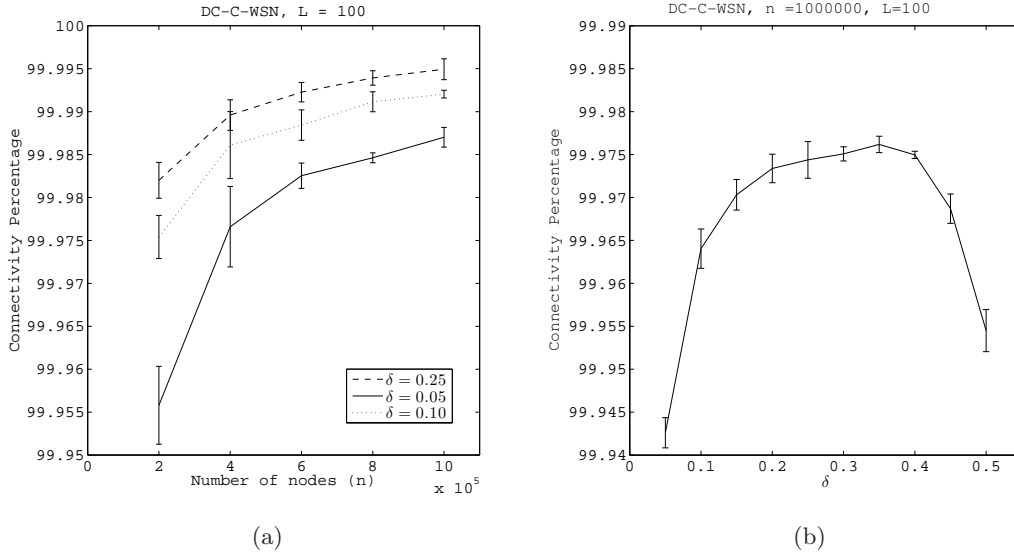 DC-C-WSN, L = 100
100
99.995
99.99
99.985
99.98
99.975
99.97
99.965
99.96
99.955
99.95
Connectivity Percentage
δ = 0.25
δ = 0.05
δ = 0.10
0 2 4 6 8 10
Number of nodes (n)
x 10^5
(a)
DC-C-WSN, n =1000000, L=100
99.99
99.985
99.98
99.975
99.97
99.965
99.96
99.955
99.95
99.945
99.94
Connectivity Percentage
0 0.1 0.2 0.3 0.4 0.5
δ
(b)